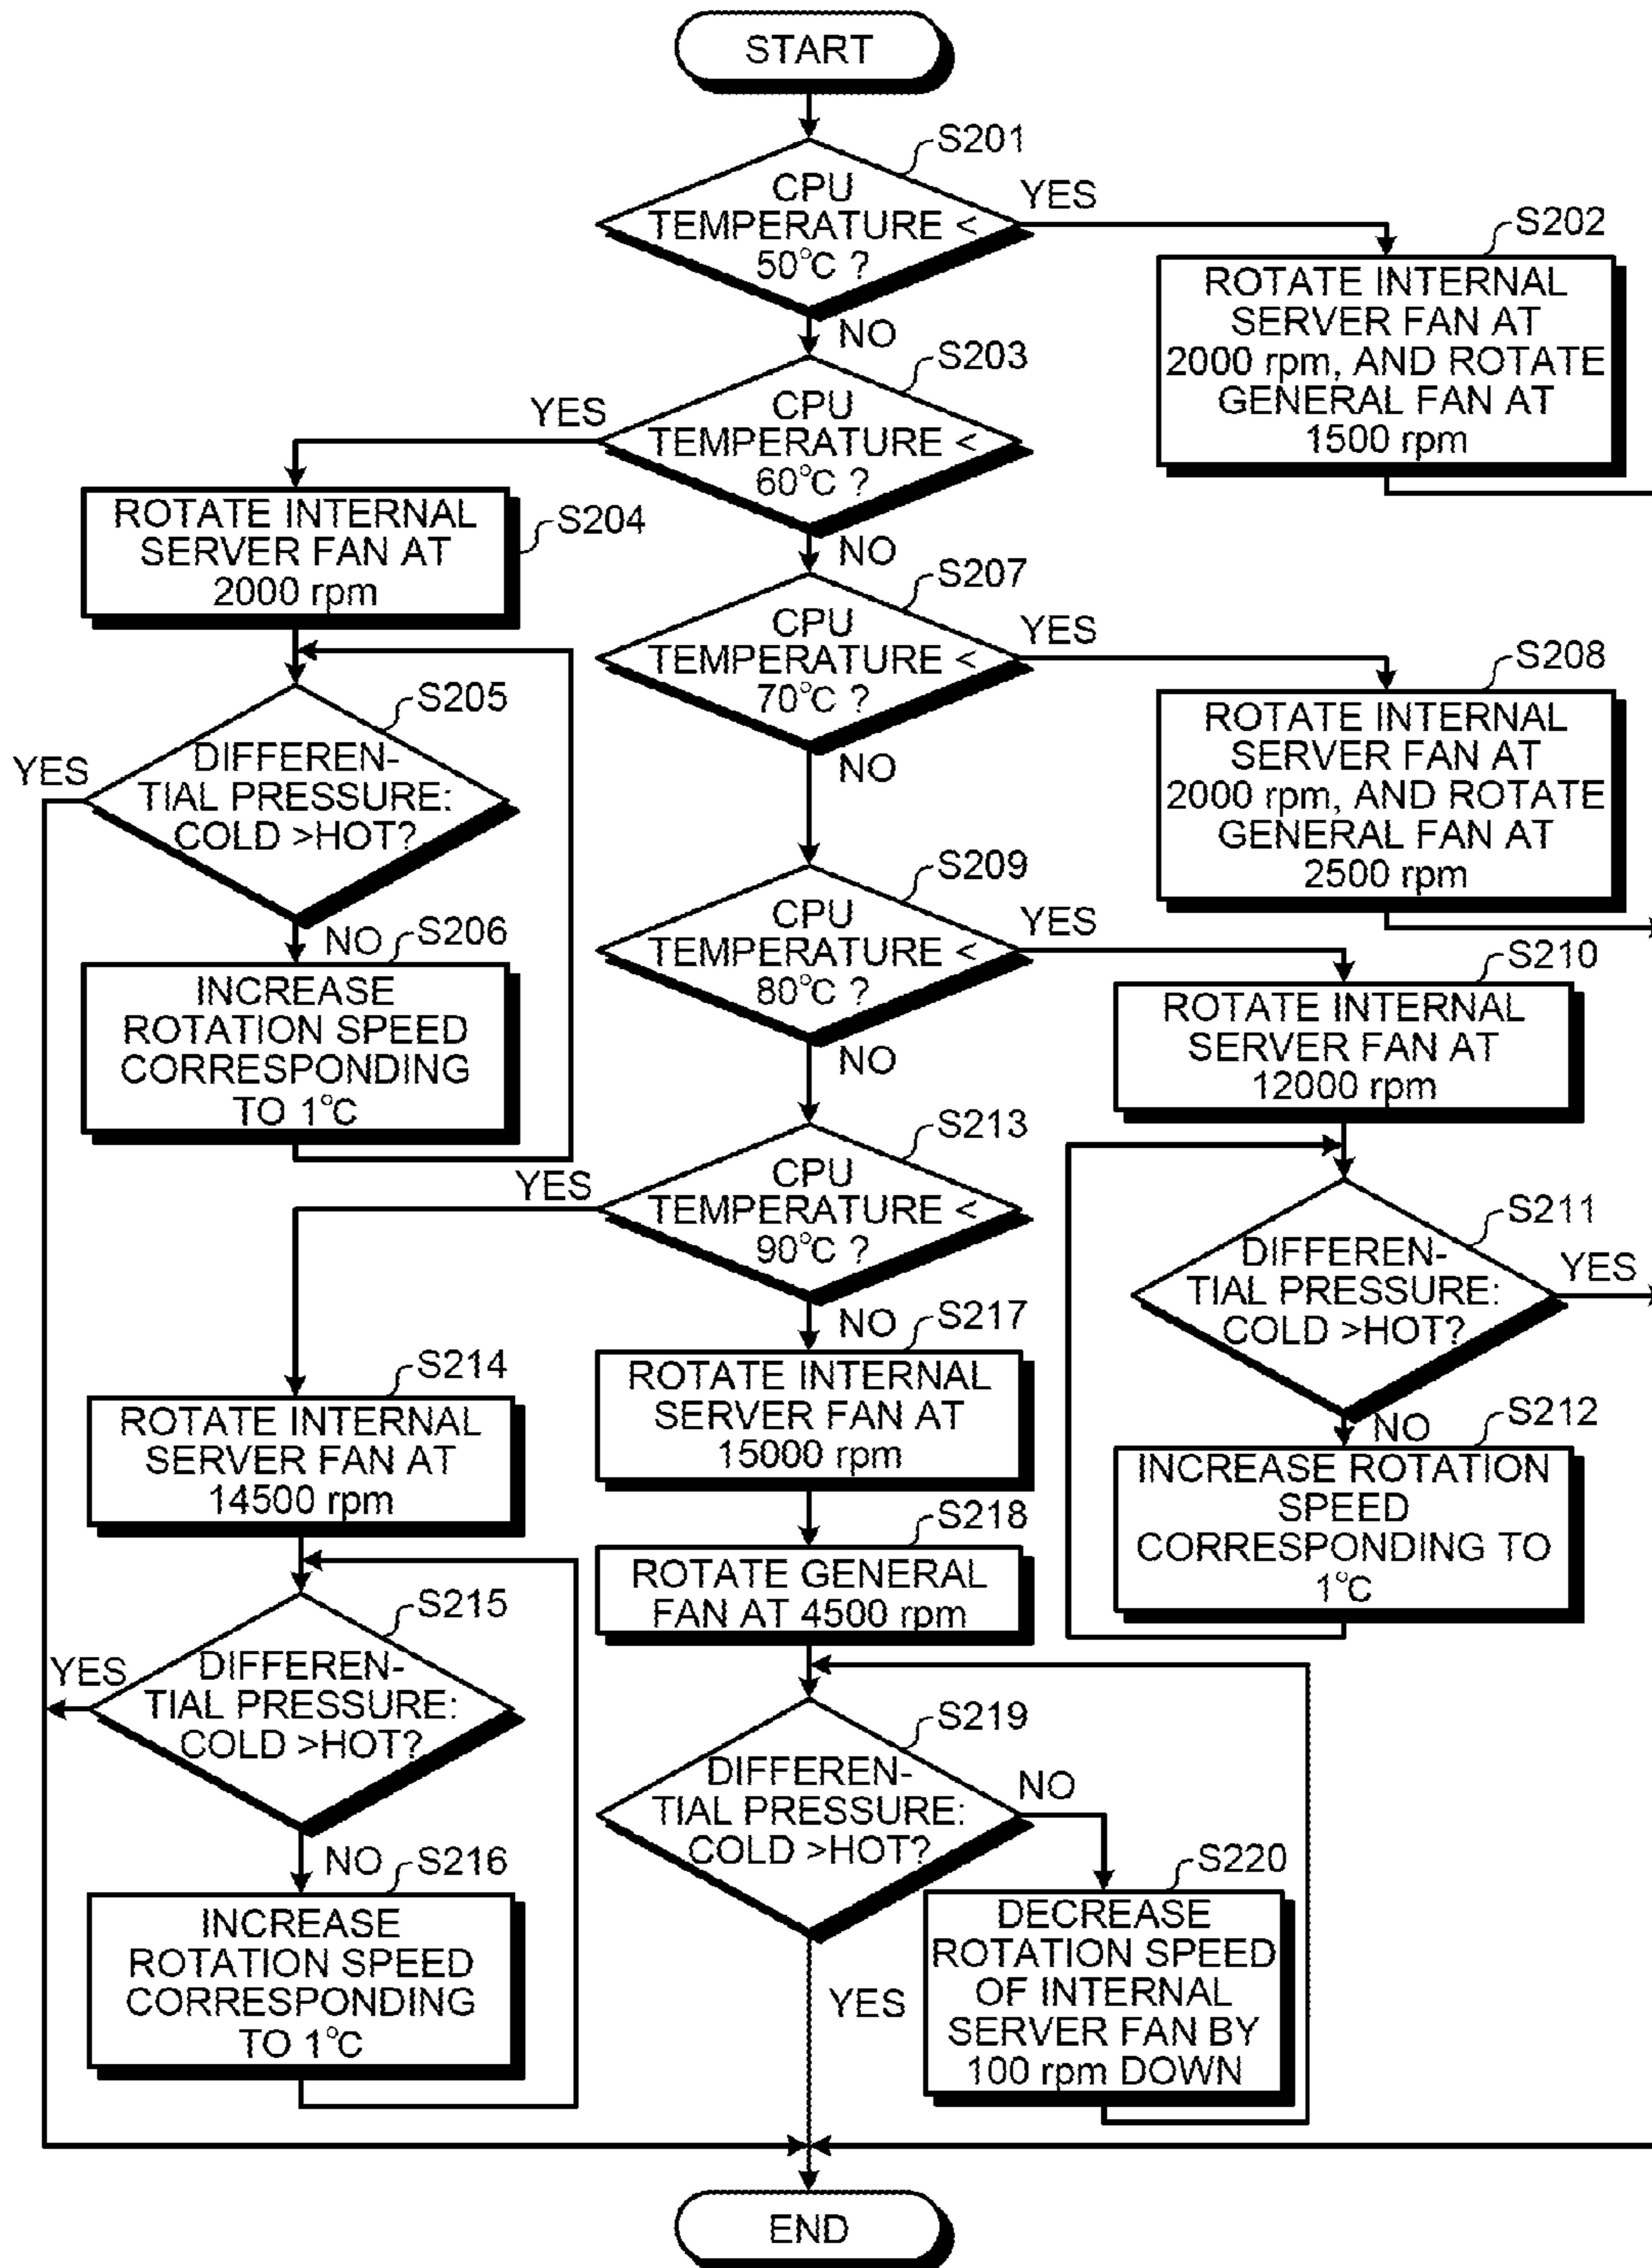 START
S201
CPU
TEMPERATURE <
50°C ?
YES
NO
S202
ROTATE INTERNAL
SERVER FAN AT
2000 rpm, AND ROTATE
GENERAL FAN AT
1500 rpm
S203
CPU
TEMPERATURE <
60°C ?
YES
NO
S204
ROTATE INTERNAL
SERVER FAN AT
2000 rpm
S205
DIFFEREN-
TIAL PRESSURE:
COLD >HOT?
YES
NO
S206
INCREASE
ROTATION SPEED
CORRESPONDING
TO 1°C
S207
CPU
TEMPERATURE <
70°C ?
YES
NO
S208
ROTATE INTERNAL
SERVER FAN AT
2000 rpm, AND ROTATE
GENERAL FAN AT
2500 rpm
S209
CPU
TEMPERATURE <
80°C ?
YES
NO
S210
ROTATE INTERNAL
SERVER FAN AT
12000 rpm
S211
DIFFEREN-
TIAL PRESSURE:
COLD >HOT?
YES
NO
S212
INCREASE ROTATION
SPEED
CORRESPONDING TO
1°C
S213
CPU
TEMPERATURE <
90°C ?
YES
NO
S214
ROTATE INTERNAL
SERVER FAN AT
14500 rpm
S215
DIFFEREN-
TIAL PRESSURE:
COLD >HOT?
YES
NO
S216
INCREASE
ROTATION SPEED
CORRESPONDING
TO 1°C
S217
ROTATE INTERNAL
SERVER FAN AT
15000 rpm
S218
ROTATE GENERAL
FAN AT 4500 rpm
S219
DIFFEREN-
TIAL PRESSURE:
COLD >HOT?
NO
YES
S220
DECREASE
ROTATION SPEED
OF INTERNAL
SERVER FAN BY
100 rpm DOWN
END